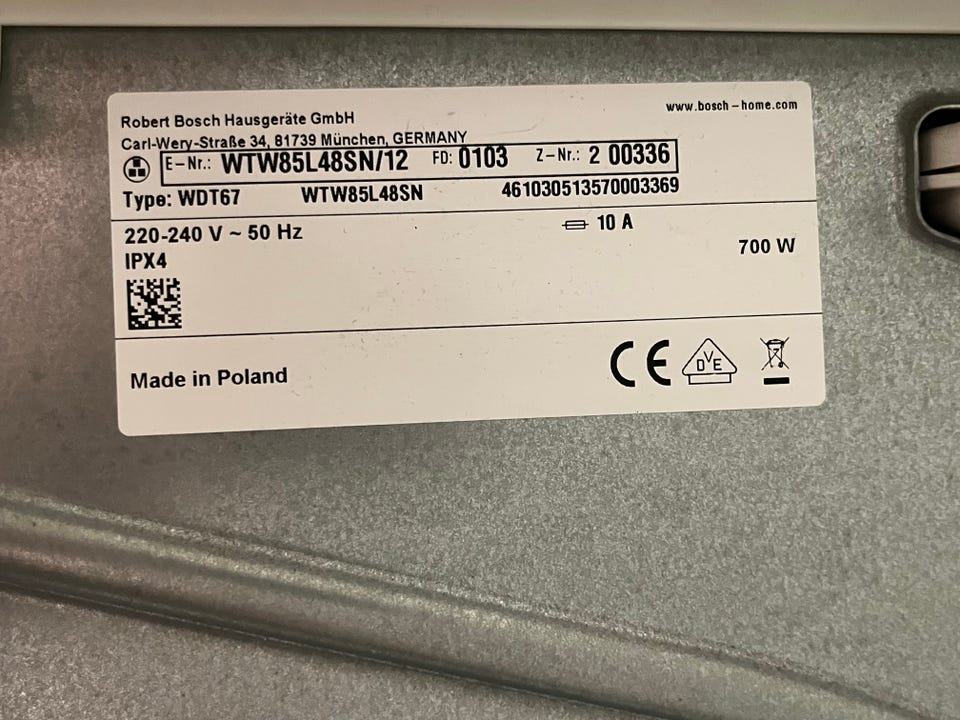 Robert Bosch Hausgeräte GmbH
www.bosch-home.com
Carl-Wery-Straße 34, 81739 München, GERMANY
E-Nr.: WTW85L48SN/12 FD: 0103 Z-Nr.: 2 00336
Type: WDT67 WTW85L48SN 461030513570003369
220-240 V ~ 50 Hz 10 A
700 W
IPX4
Made in Poland CE DVE